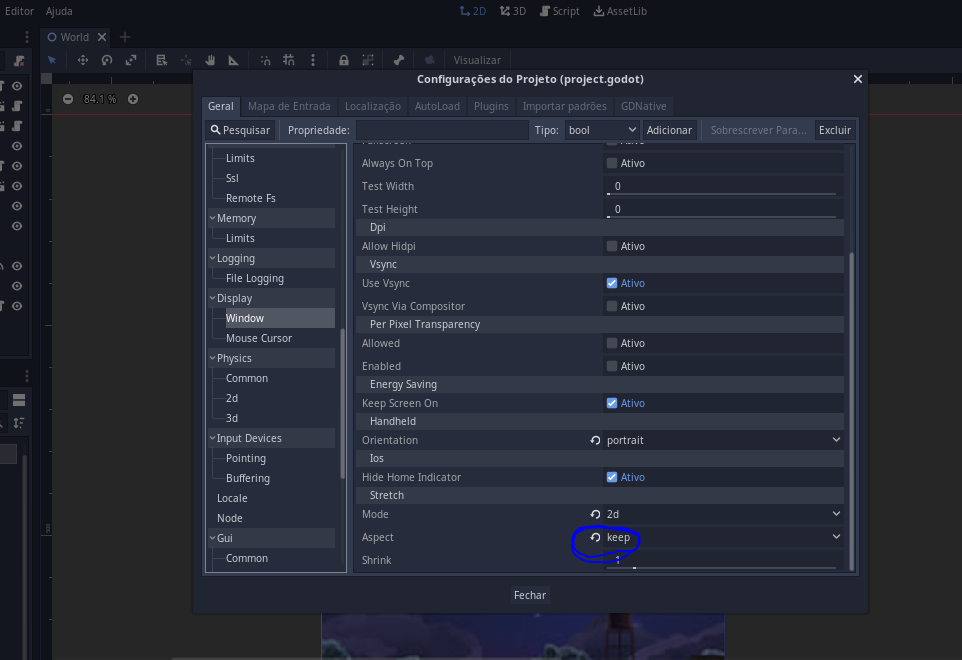 Editor Ajuda 2D 3D Script AssetLib
World
Visualizar
84.1 %
Configurações do Projeto (project.godot)
Geral Mapa de Entrada Localização AutoLoad Plugins Importar padrões GDNative
Pesquisar Propriedade: Tipo: bool Adicionar Sobrescrever Para... Excluir
Limits
Ssl
Remote Fs
Memory
Limits
Logging
File Logging
Display
Window
Mouse Cursor
Physics
Common
2d
3d
Input Devices
Pointing
Buffering
Locale
Node
Gui
Common
Fullscreen Ativo
Always On Top Ativo
Test Width 0
Test Height 0
Dpi
Allow Hidpi Ativo
Vsync
Use Vsync Ativo
Vsync Via Compositor Ativo
Per Pixel Transparency
Allowed Ativo
Enabled Ativo
Energy Saving
Keep Screen On Ativo
Handheld
Orientation portrait
Ios
Hide Home Indicator Ativo
Stretch
Mode 2d
Aspect keep
Shrink 1
Fechar